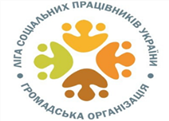 ЛІГА СОЦІАЛЬНИХ ПРАЦІВНИКІВ УКРАЇНИ
ГРОМАДСЬКА ОРГАНІЗАЦІЯ